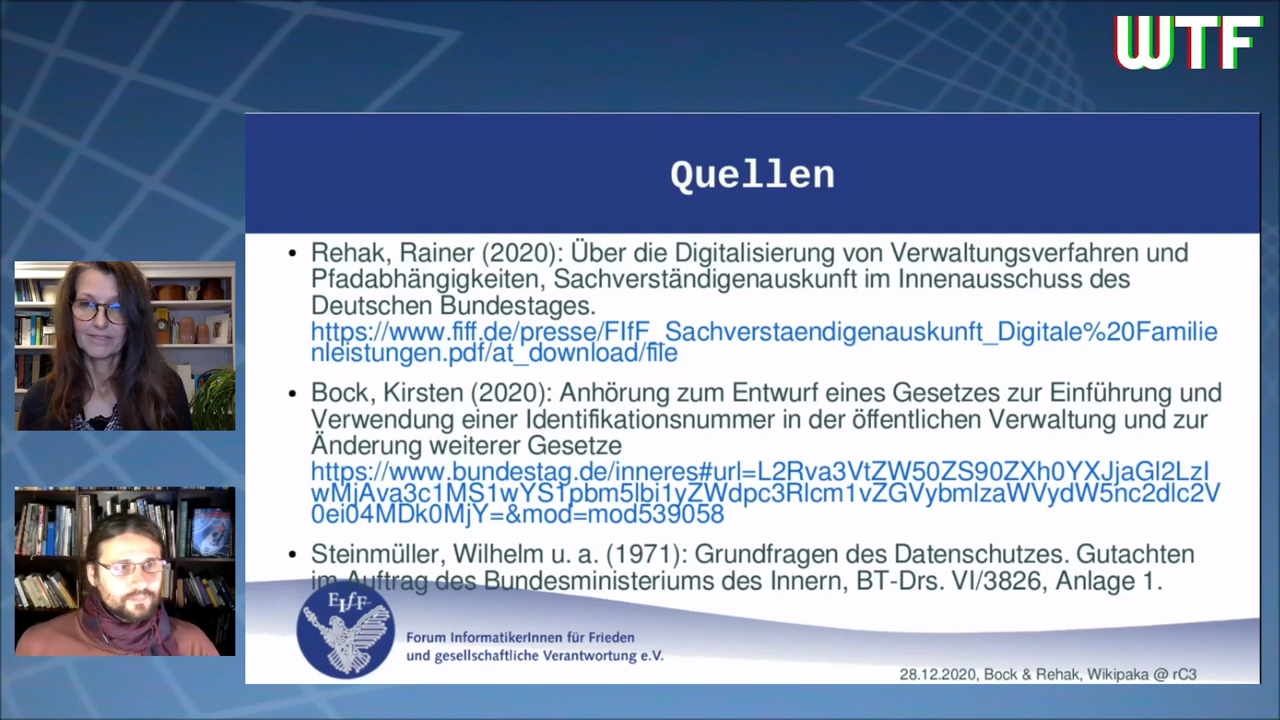 WTF
Quellen
• Rehak, Rainer (2020): Über die Digitalisierung von Verwaltungsverfahren und
Pfadabhängigkeiten, Sachverständigenauskunft im Innenausschuss des
Deutschen Bundestages.
https://www.fiff.de/presse/FIfF_Sachverstaendigenauskunft_Digitale%20Familie
nleistungen.pdf/at_download/file
• Bock, Kirsten (2020): Anhörung zum Entwurf eines Gesetzes zur Einführung und
Verwendung einer Identifikationsnummer in der öffentlichen Verwaltung und zur
Änderung weiterer Gesetze
https://www.bundestag.de/inneres#url=L2Rva3VtZW50ZS90ZXh0YXJjaGl2LzI
wMjAva3c1MS1wYS1pbm5lbi1yZWdpc3Rlcm1vZGVybmlzaWVydW5nc2dlc2V
0ei04MDk0MjY=&mod=mod539058
• Steinmüller, Wilhelm u. a. (1971): Grundfragen des Datenschutzes. Gutachten
im Auftrag des Bundesministeriums des Innern, BT-Drs. VI/3826, Anlage 1.
FIfF
Forum InformatikerInnen für Frieden
und gesellschaftliche Verantwortung e.V.
28.12.2020, Bock & Rehak, Wikipaka @ rC3